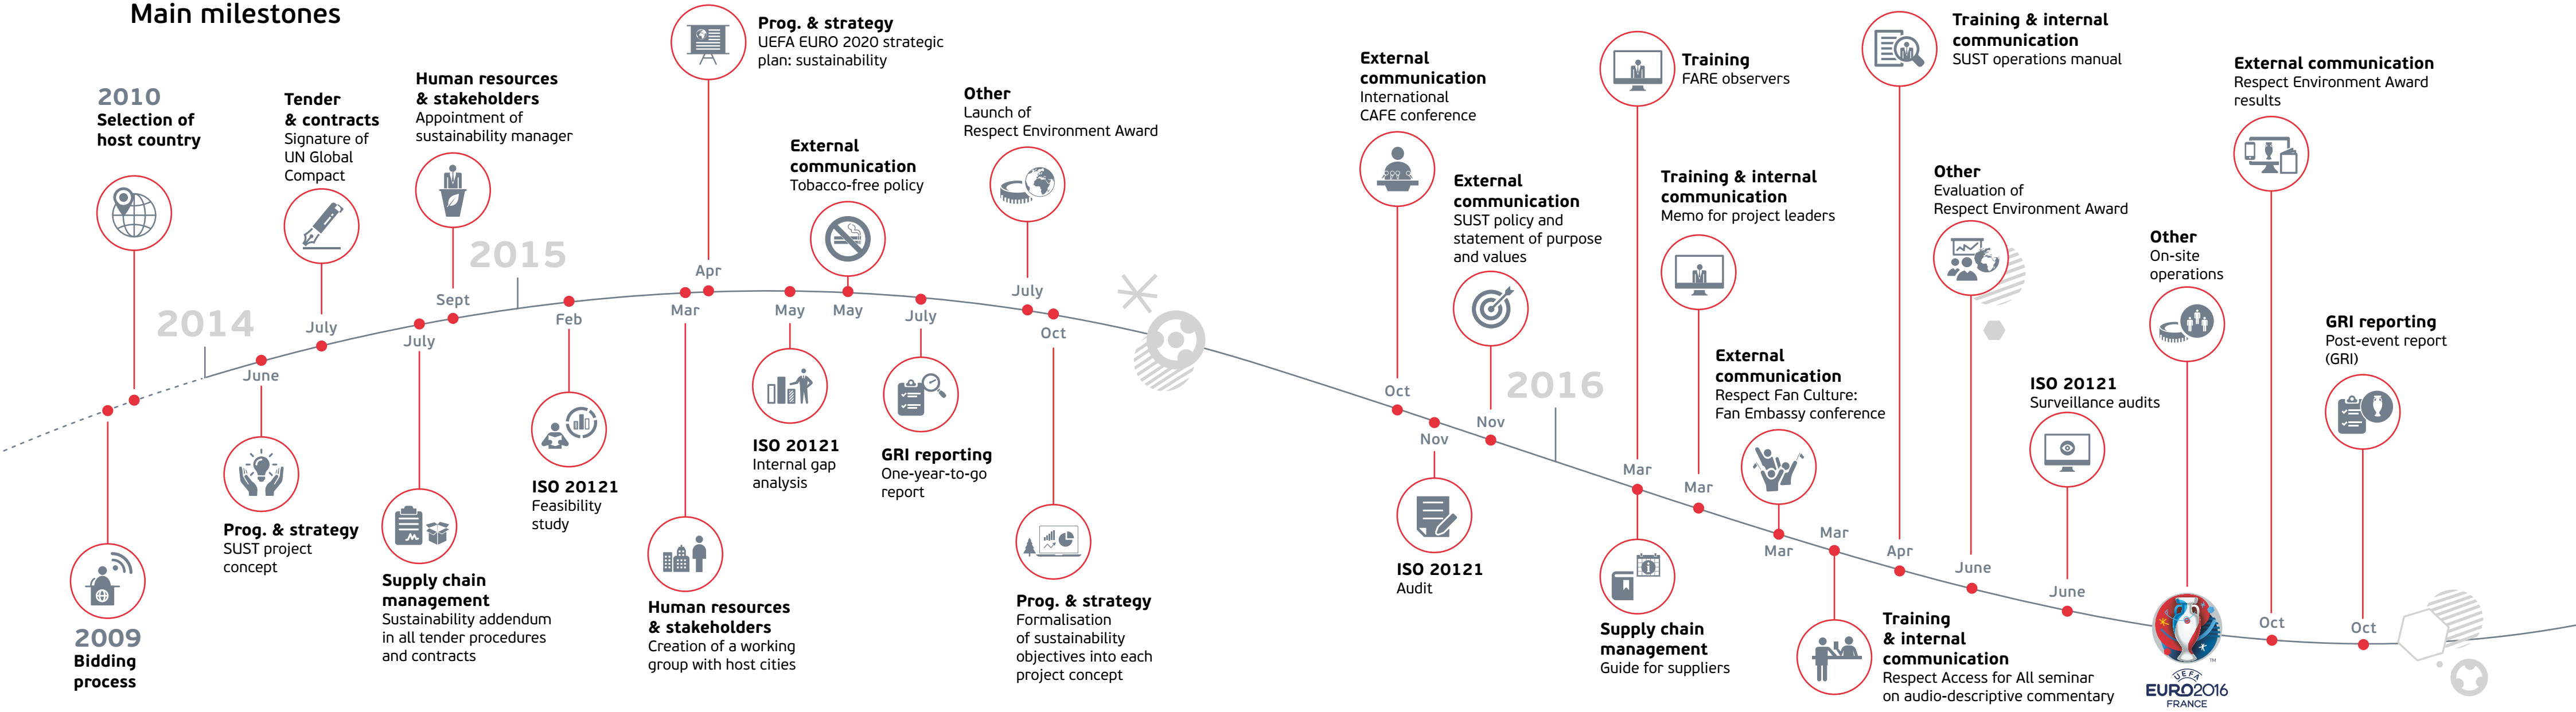 Main milestones
2009
Bidding
process
2010
Selection of
host country
2014
June
Prog. & strategy
SUST project
concept
Tender
& contracts
Signature of
UN Global
Compact
July
July
Supply chain
management
Sustainability addendum
in all tender procedures
and contracts
Human resources
& stakeholders
Appointment of
sustainability manager
Sept
2015
Feb
ISO 20121
Feasibility
study
Mar
Human resources
& stakeholders
Creation of a working
group with host cities
Prog. & strategy
UEFA EURO 2020 strategic
plan: sustainability
Apr
May
ISO 20121
Internal gap
analysis
External
communication
Tobacco-free policy
May
July
GRI reporting
One-year-to-go
report
Other
Launch of
Respect Environment Award
July
Oct
Prog. & strategy
Formalisation
of sustainability
objectives into each
project concept
External
communication
International
CAFE conference
Oct
Nov
ISO 20121
Audit
External
communication
SUST policy and
statement of purpose
and values
Nov
2016
Training
FARE observers
Mar
Supply chain
management
Guide for suppliers
Training & internal
communication
Memo for project leaders
Mar
External
communication
Respect Fan Culture:
Fan Embassy conference
Mar
Mar
Training
& internal
communication
Respect Access for All seminar
on audio-descriptive commentary
Training & internal
communication
SUST operations manual
Apr
Other
Evaluation of
Respect Environment Award
June
ISO 20121
Surveillance audits
June
Other
On-site
operations
TM
UEFA
EURO2016
FRANCE
External communication
Respect Environment Award
results
Oct
GRI reporting
Post-event report
(GRI)
Oct